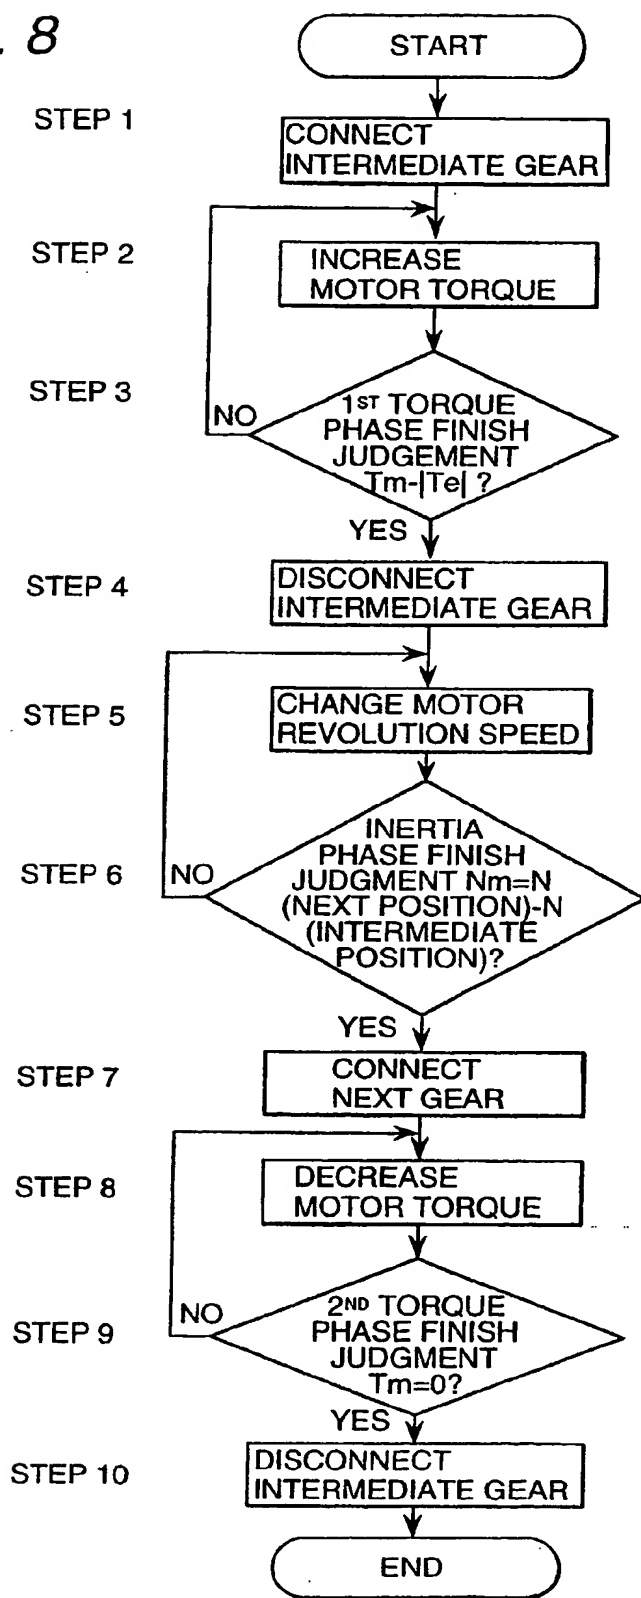 . 8
START
STEP 1
CONNECT
INTERMEDIATE GEAR
STEP 2
INCREASE
MOTOR TORQUE
STEP 3
1ST TORQUE
PHASE FINISH
JUDGEMENT
Tm-|Te| ?
NO
YES
STEP 4
DISCONNECT
INTERMEDIATE GEAR
STEP 5
CHANGE MOTOR
REVOLUTION SPEED
STEP 6
INERTIA
PHASE FINISH
JUDGMENT Nm=N
(NEXT POSITION)-N
(INTERMEDIATE
POSITION)?
NO
YES
STEP 7
CONNECT
NEXT GEAR
STEP 8
DECREASE
MOTOR TORQUE
STEP 9
2ND TORQUE
PHASE FINISH
JUDGMENT
Tm=0?
NO
YES
STEP 10
DISCONNECT
INTERMEDIATE GEAR
END